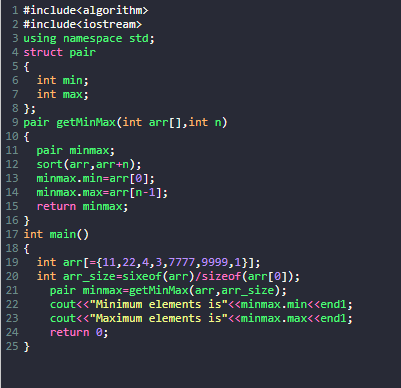 1 #include<algorithm>
2 #include<iostream>
3 using namespace std;
4 struct pair
5 {
6   int min;
7   int max;
8 };
9 pair getMinMax(int arr[],int n)
10 {
11   pair minmax;
12   sort(arr,arr+n);
13   minmax.min=arr[0];
14   minmax.max=arr[n-1];
15   return minmax;
16 }
17 int main()
18 {
19   int arr[={11,22,4,3,7777,9999,1}];
20   int arr_size=sixeof(arr)/sizeof(arr[0]);
21     pair minmax=getMinMax(arr,arr_size);
22     cout<<"Minimum elements is"<<minmax.min<<end1;
23     cout<<"Maximum elements is"<<minmax.max<<end1;
24     return 0;
25 }